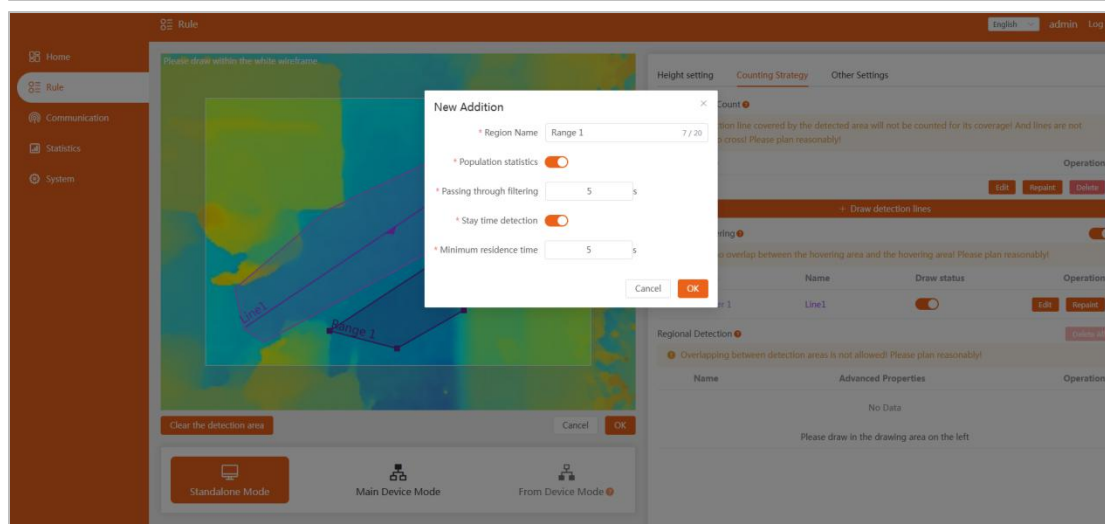 Rule
English
admin
Log
Home
Rule
Communication
Statistics
System
Please draw within the white wireframe
Line1
Range 1
Clear the detection area
Cancel
OK
Standalone Mode
Main Device Mode
From Device Mode
New Addition
* Region Name Range 1 7 / 20
* Population statistics
* Passing through filtering 5 s
* Stay time detection
* Minimum residence time 5 s
Cancel OK
Height setting Counting Strategy Other Settings
Count
tion line covered by the detected area will not be counted for its coverage! And lines are not
cross! Please plan reasonably!
Operation
Edit Repaint Delete
+ Draw detection lines
ring
overlap between the hovering area and the hovering area! Please plan reasonably!
Name Draw status Operation
1 Line1 Edit Repaint
Regional Detection Delete All
Overlapping between detection areas is not allowed! Please plan reasonably!
Name Advanced Properties Operation
No Data
Please draw in the drawing area on the left